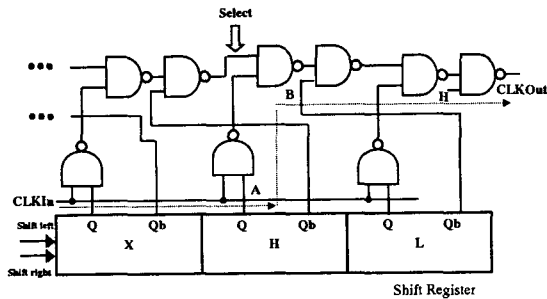 Select
B
H
CLKOut
A
CLKIn
Q Qb Q Qb Q Qb
Shift left
X H L
Shift right
Shift Register